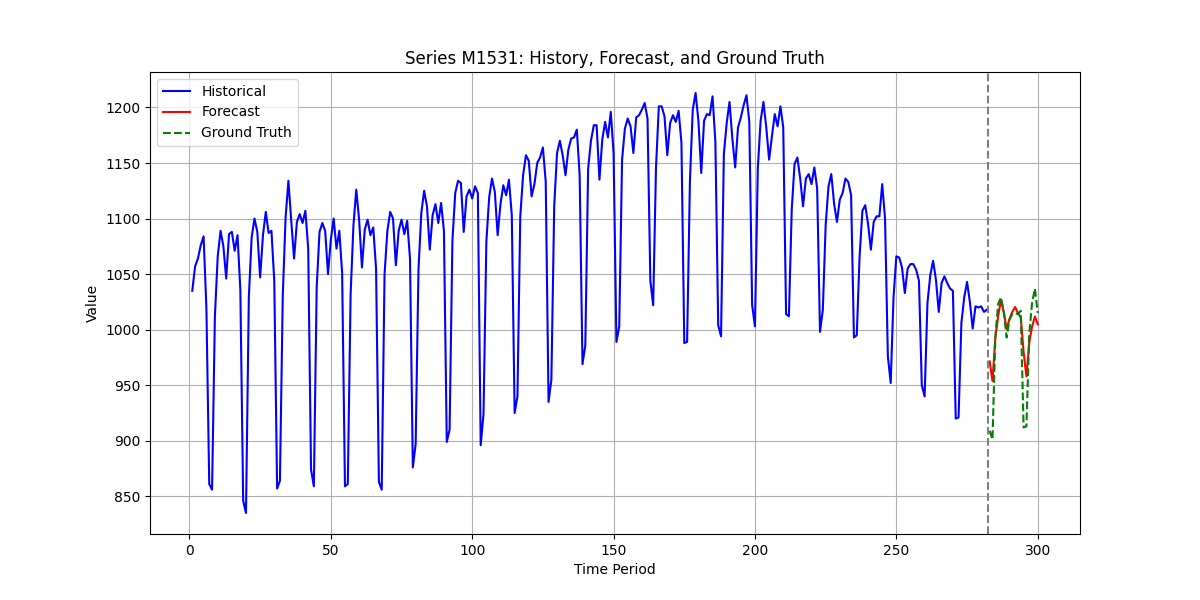 Series M1531: History, Forecast, and Ground Truth
Historical
Forecast
Ground Truth
Value
1200
1150
1100
1050
1000
950
900
850
0 50 100 150 200 250 300
Time Period